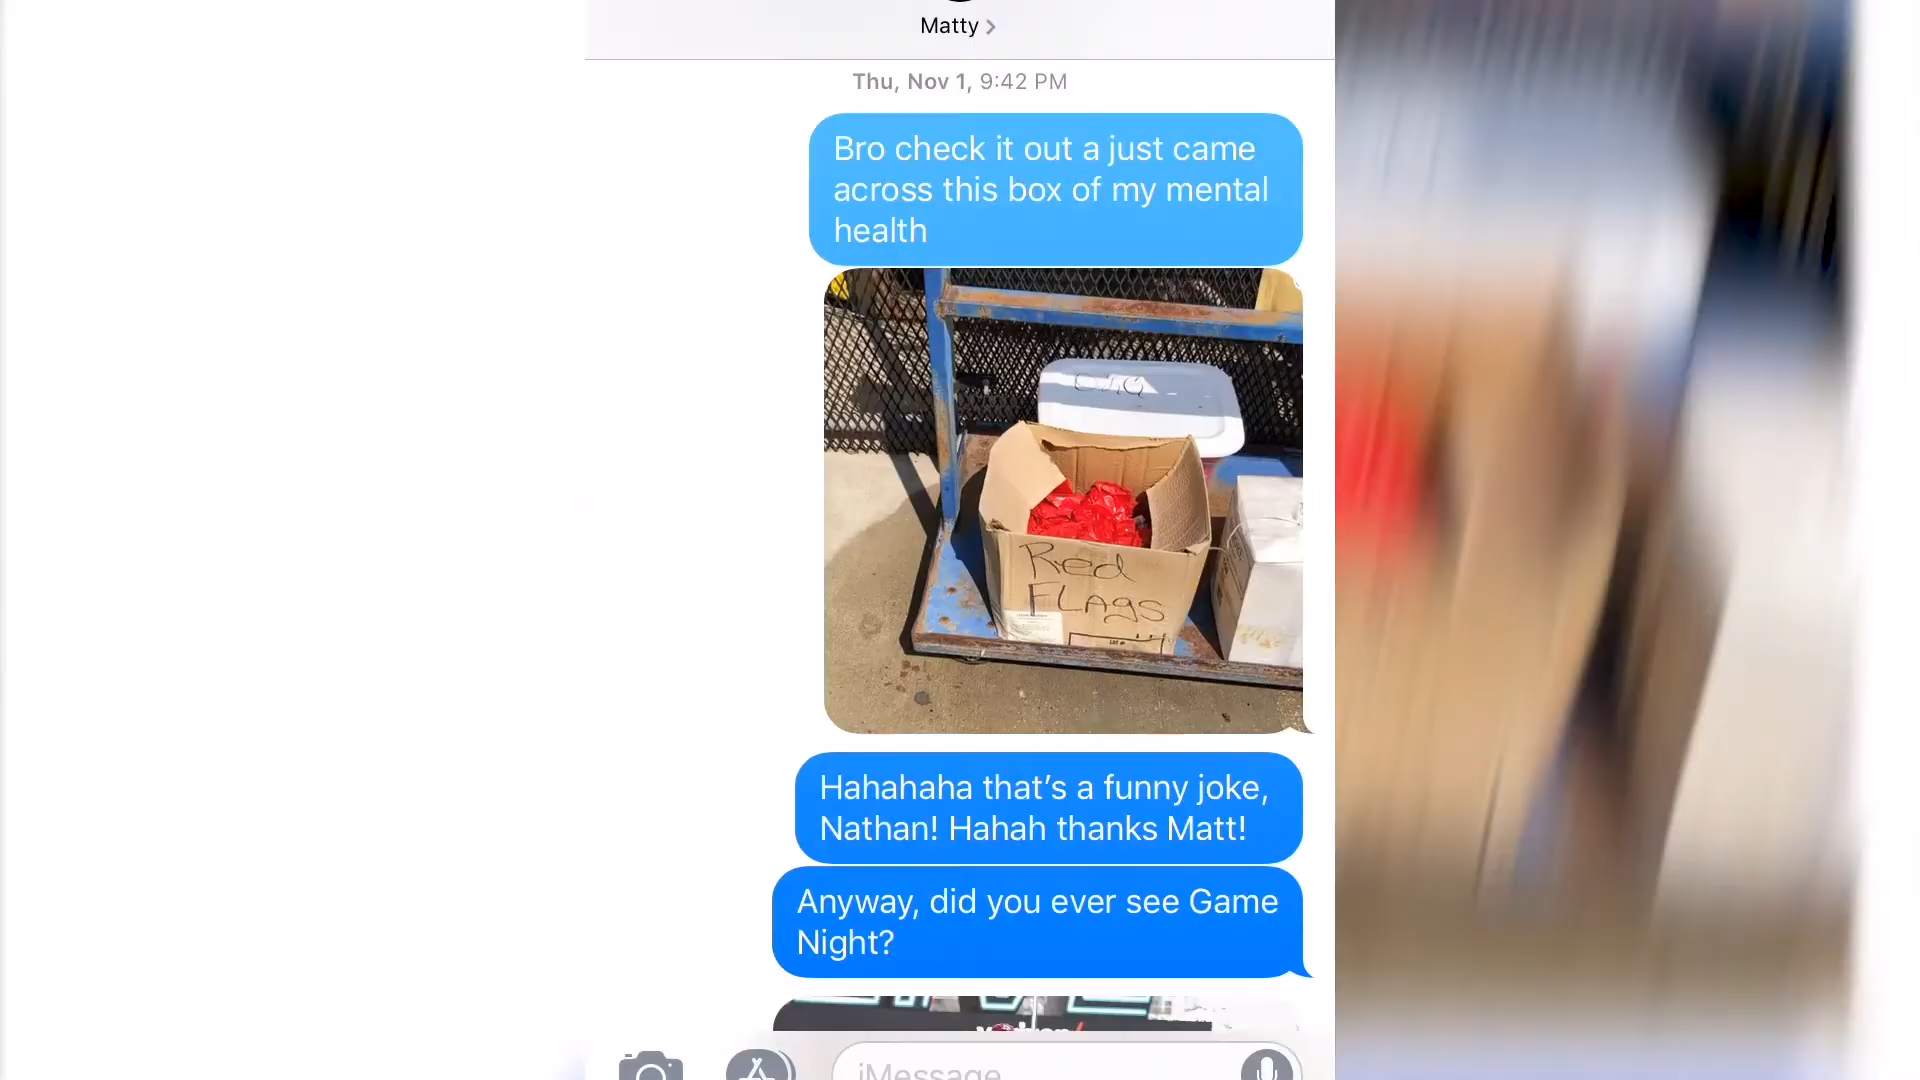 Matty
Thu, Nov 1, 9:42 PM
Bro check it out a just came
across this box of my mental
health
Red
FLAgs
LOT #
Hahahaha that’s a funny joke,
Nathan! Hahah thanks Matt!
Anyway, did you ever see Game
Night?
iMessage